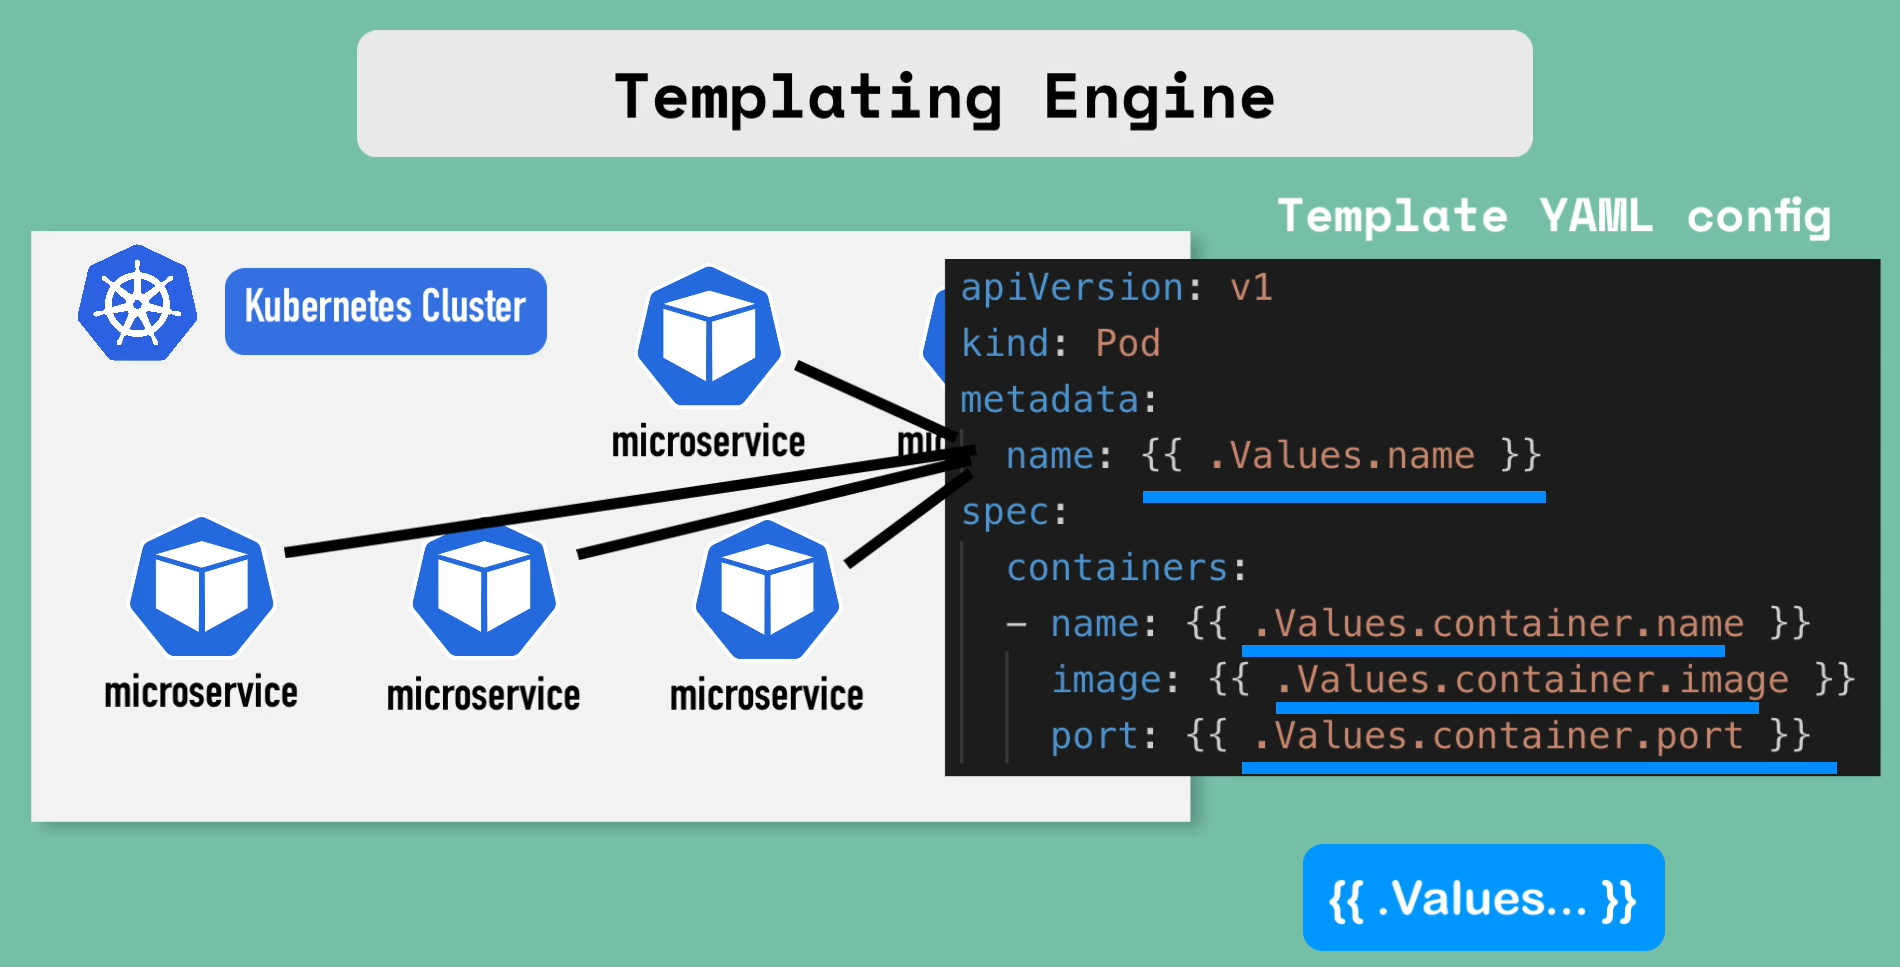 Templating Engine
Template YAML config
Kubernetes Cluster
microservice
microservice
microservice
microservice
apiVersion: v1
kind: Pod
metadata:
name: {{ .Values.name }}
spec:
containers:
- name: {{ .Values.container.name }}
image: {{ .Values.container.image }}
port: {{ .Values.container.port }}
{{ .Values... }}